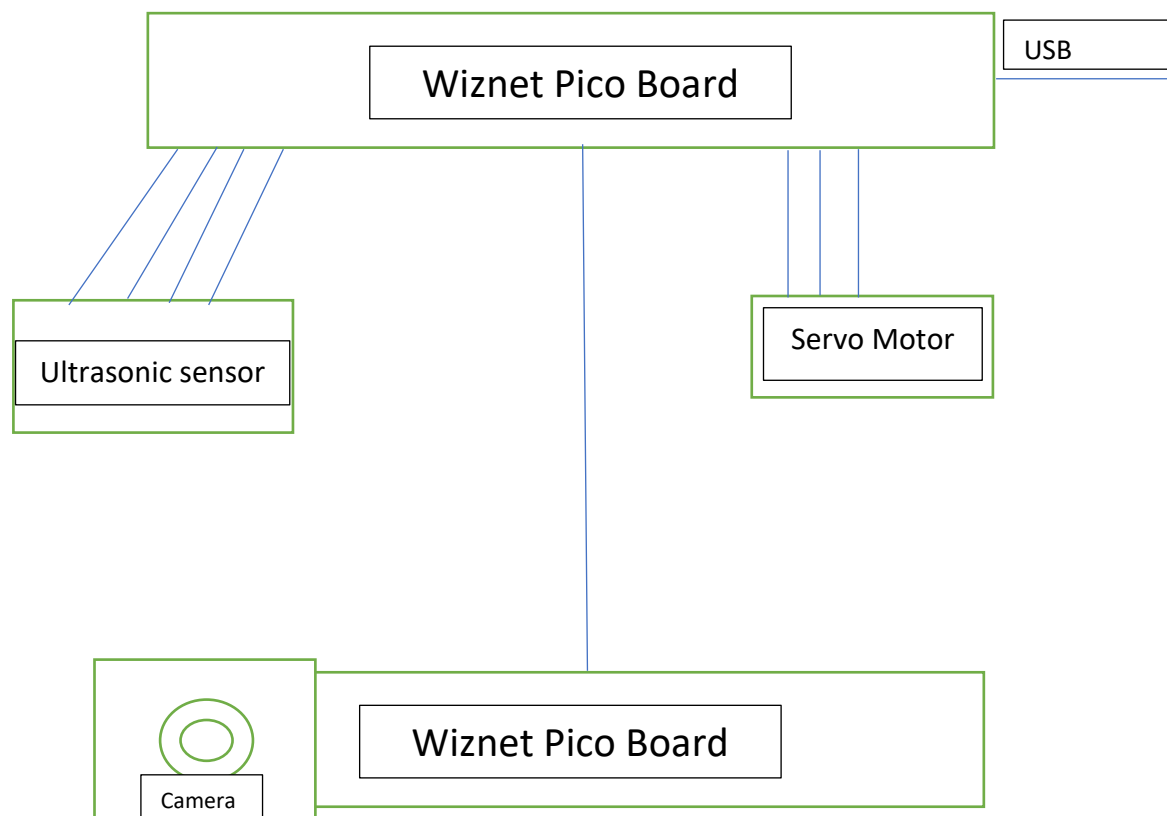 Wiznet Pico Board
USB
Ultrasonic sensor
Servo Motor
Wiznet Pico Board
Camera